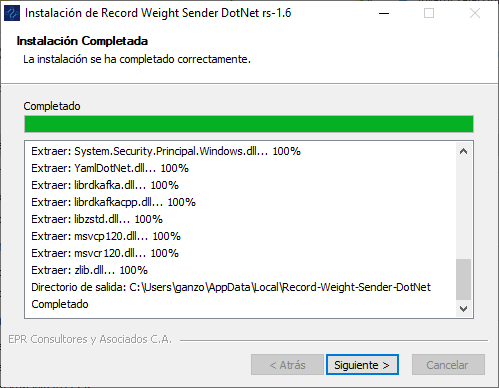 Instalación de Record Weight Sender DotNet rs-1.6
Instalación Completada
La instalación se ha completado correctamente.
Completado
Extraer: System.Security.Principal.Windows.dll... 100%
Extraer: YamlDotNet.dll... 100%
Extraer: librdkafka.dll... 100%
Extraer: librdkafkacpp.dll... 100%
Extraer: libzstd.dll... 100%
Extraer: msvcp120.dll... 100%
Extraer: msvcr120.dll... 100%
Extraer: zlib.dll... 100%
Directorio de salida: C:\Users\ganzo\AppData\Local\Record-Weight-Sender-DotNet
Completado
EPR Consultores y Asociados C.A.
< Atrás Siguiente > Cancelar